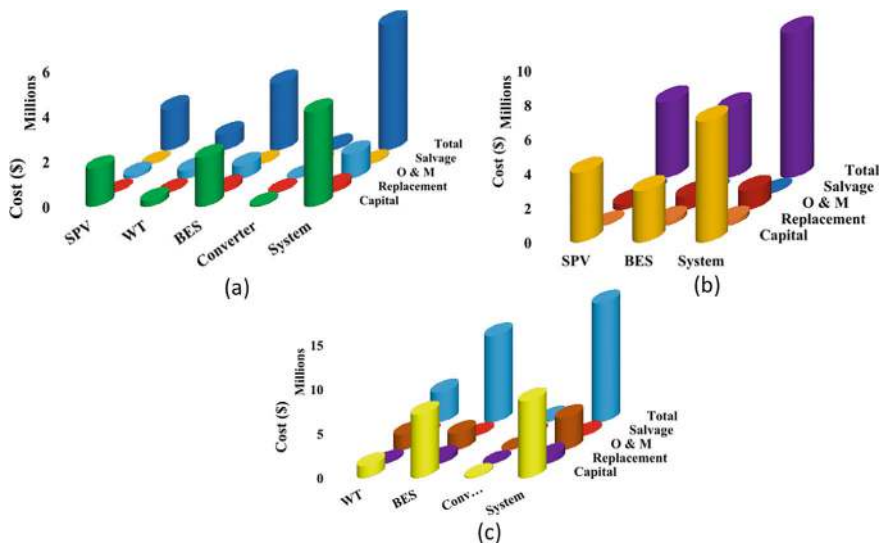 Millions
Cost ($)
6
4
2
0
Total
Salvage
O & M
Replacement
Capital
SPV
WT
BES
Converter
System
(a)
Millions
Cost ($)
10
8
6
4
2
0
Total
Salvage
O & M
Replacement
Capital
SPV
BES
System
(b)
Millions
Cost ($)
15
10
5
0
Total
Salvage
O & M
Replacement
Capital
WT
BES
Conv…
System
(c)